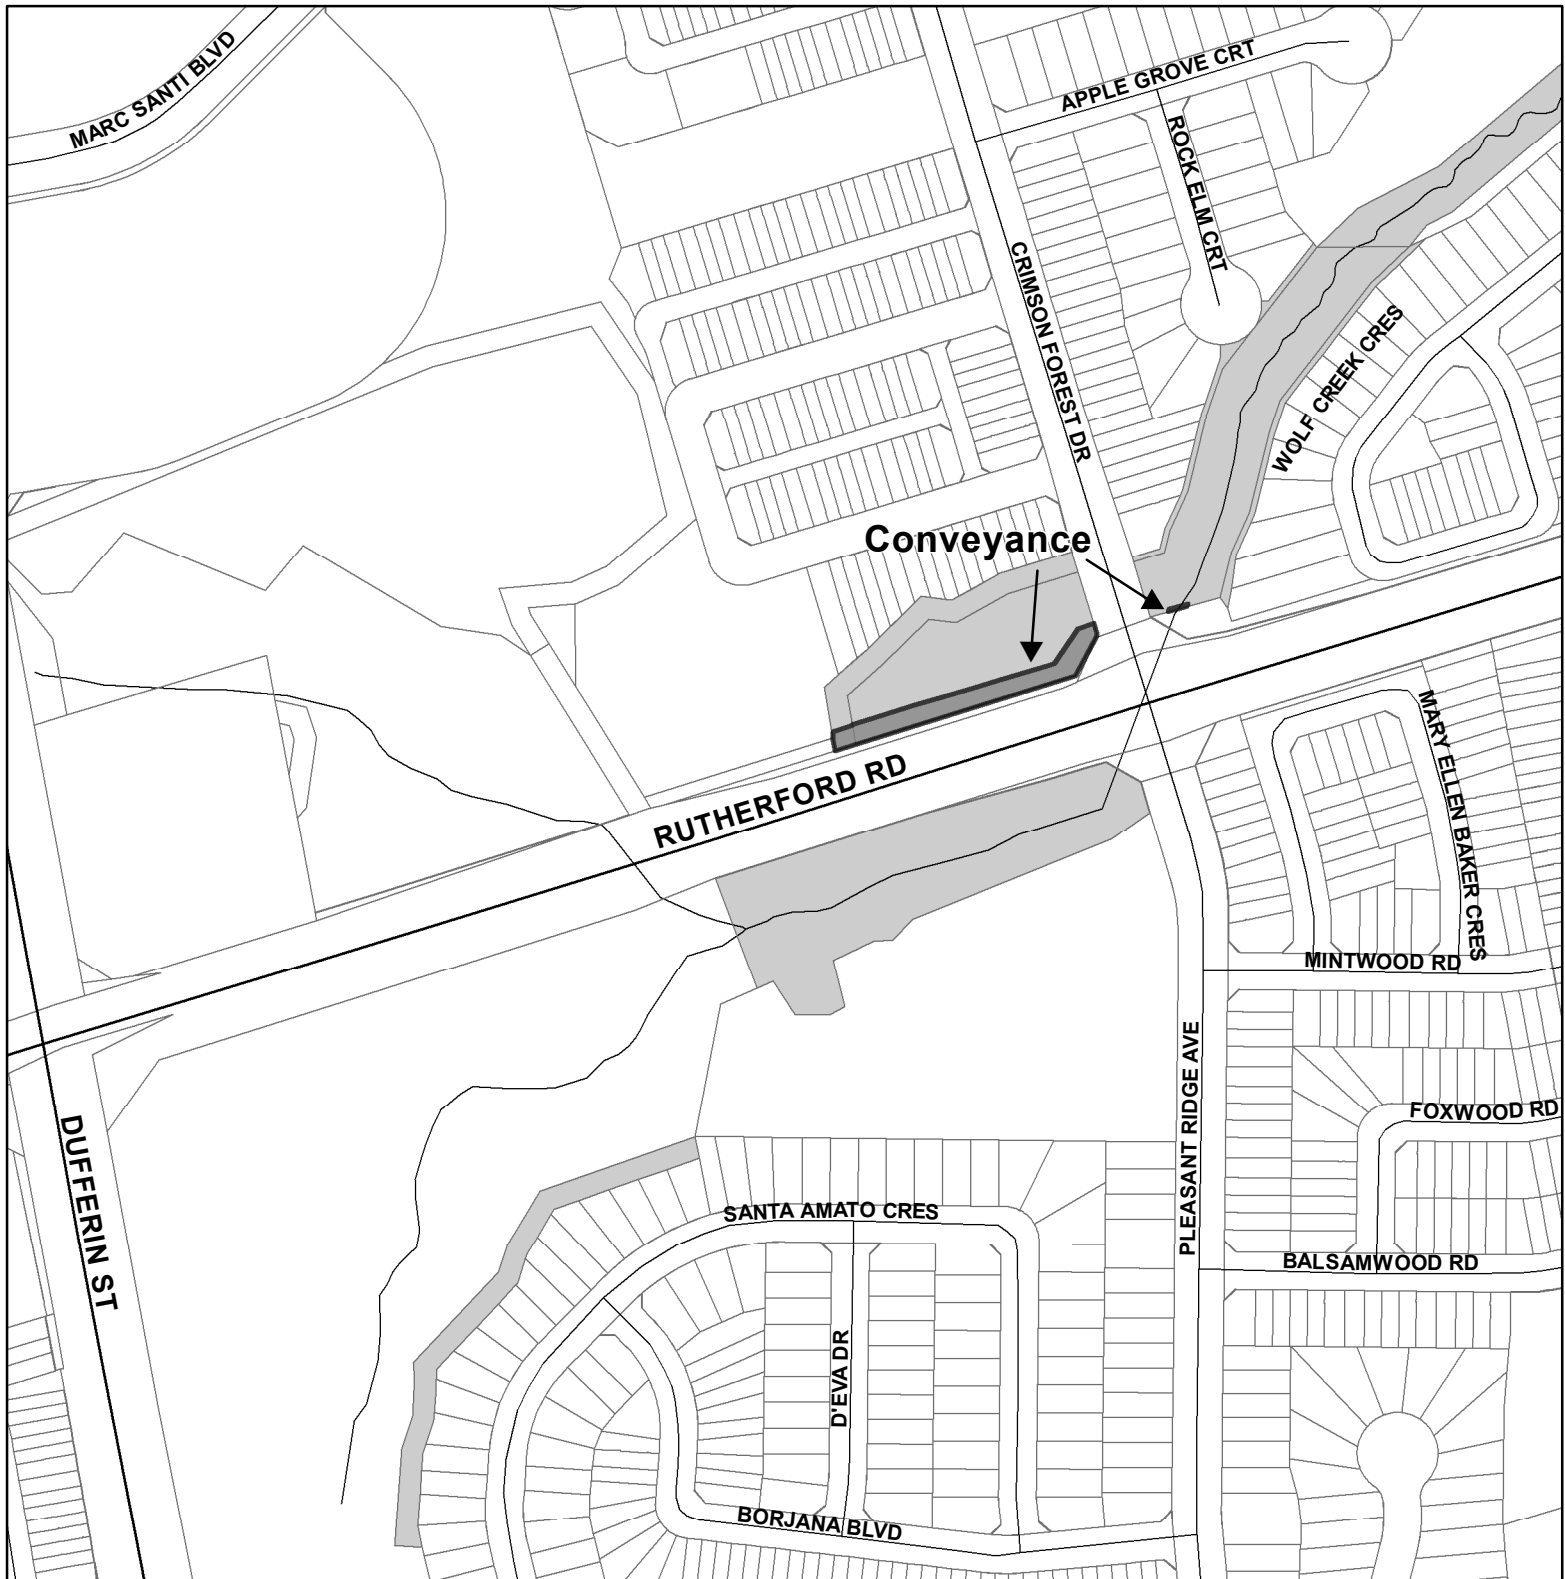 MARC SANTI BLVD
APPLE GROVE CRT
ROCK ELM CRT
CRIMSON FOREST DR
WOLF CREEK CRES
Conveyance
RUTHERFORD RD
MARY ELLEN BAKER CRES
MINTWOOD RD
PLEASANT RIDGE AVE
FOXWOOD RD
DUFFERIN ST
SANTA AMATO CRES
BALSAMWOOD RD
D'EVA DR
BORJANA BLVD